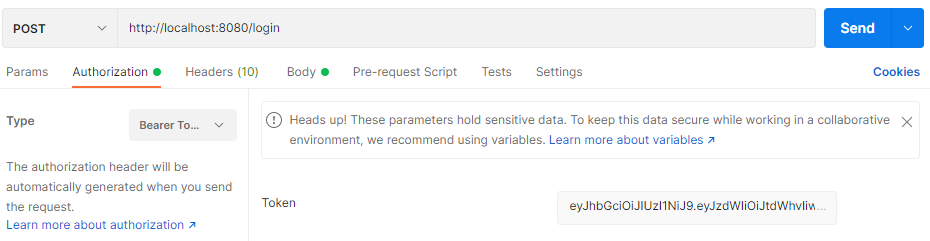 POST http://localhost:8080/login Send
Params Authorization Headers (10) Body Pre-request Script Tests Settings Cookies
Type Bearer To...
The authorization header will be
automatically generated when you send
the request.
Learn more about authorization ↗
Heads up! These parameters hold sensitive data. To keep this data secure while working in a collaborative
environment, we recommend using variables. Learn more about variables ↗
Token eyJhbGciOiJIUzI1NiJ9.eyJzdWIiOiJtdWhvIiw...